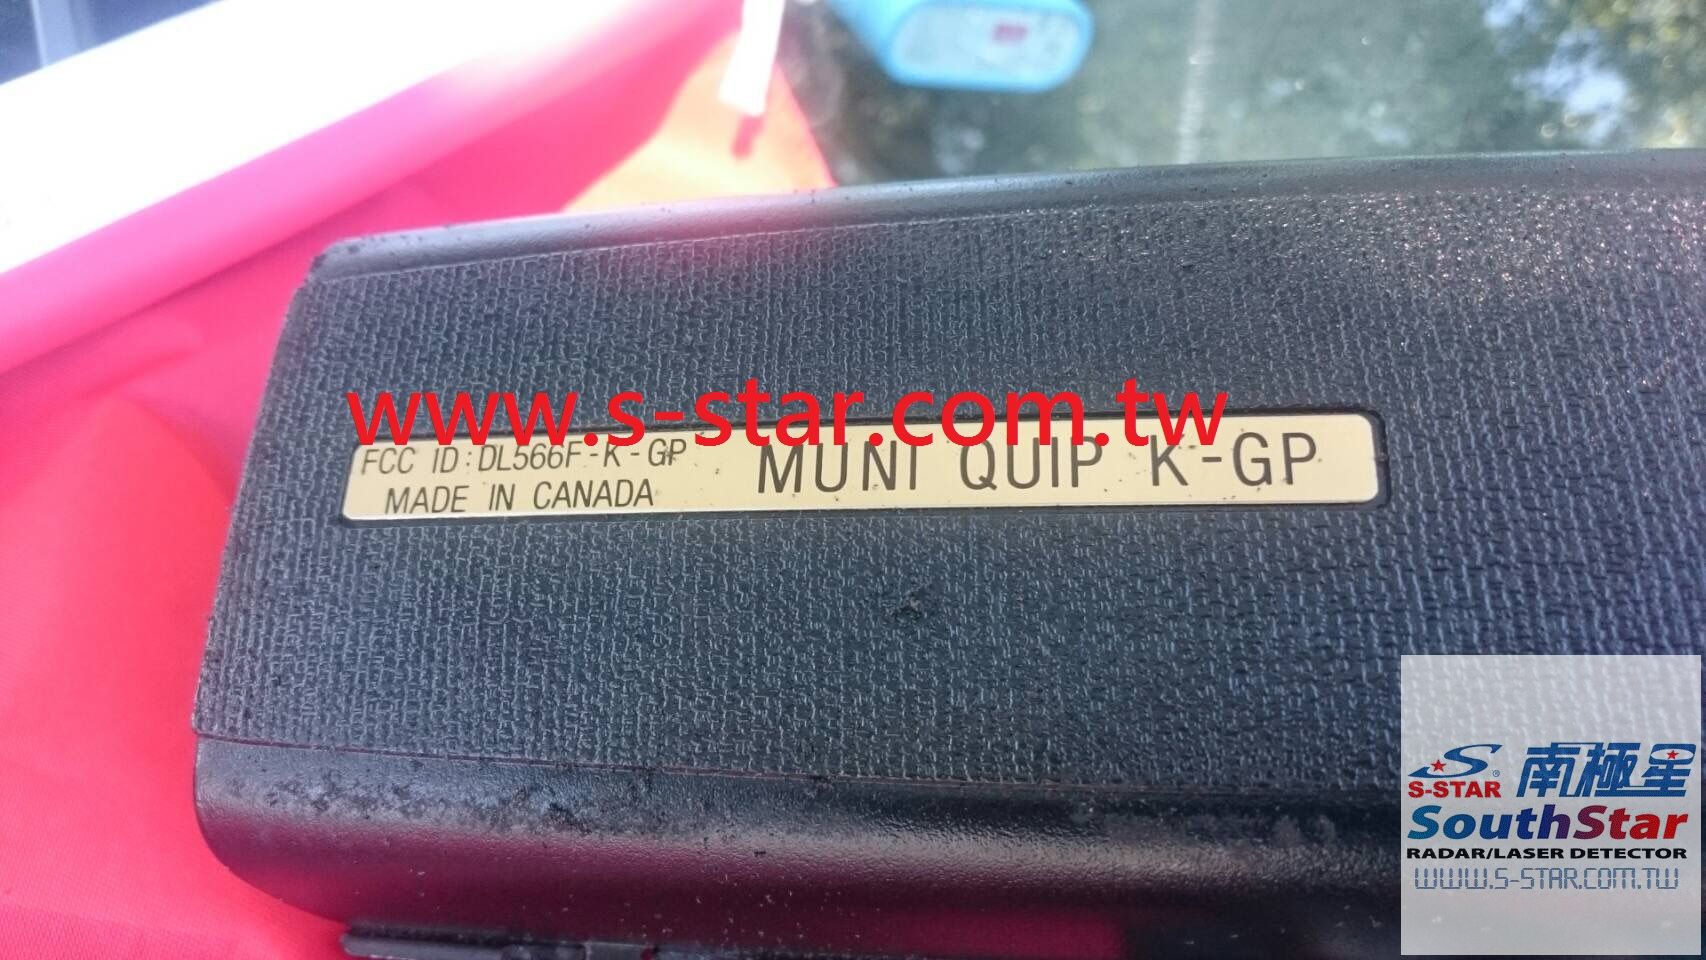 www.s-star.com.tw
FCC ID: DL566F-K-GP
MADE IN CANADA
MUNI QUIP K-GP
S-STAR® 南極星
SouthStar
RADAR/LASER DETECTOR
WWW.S-STAR.COM.TW